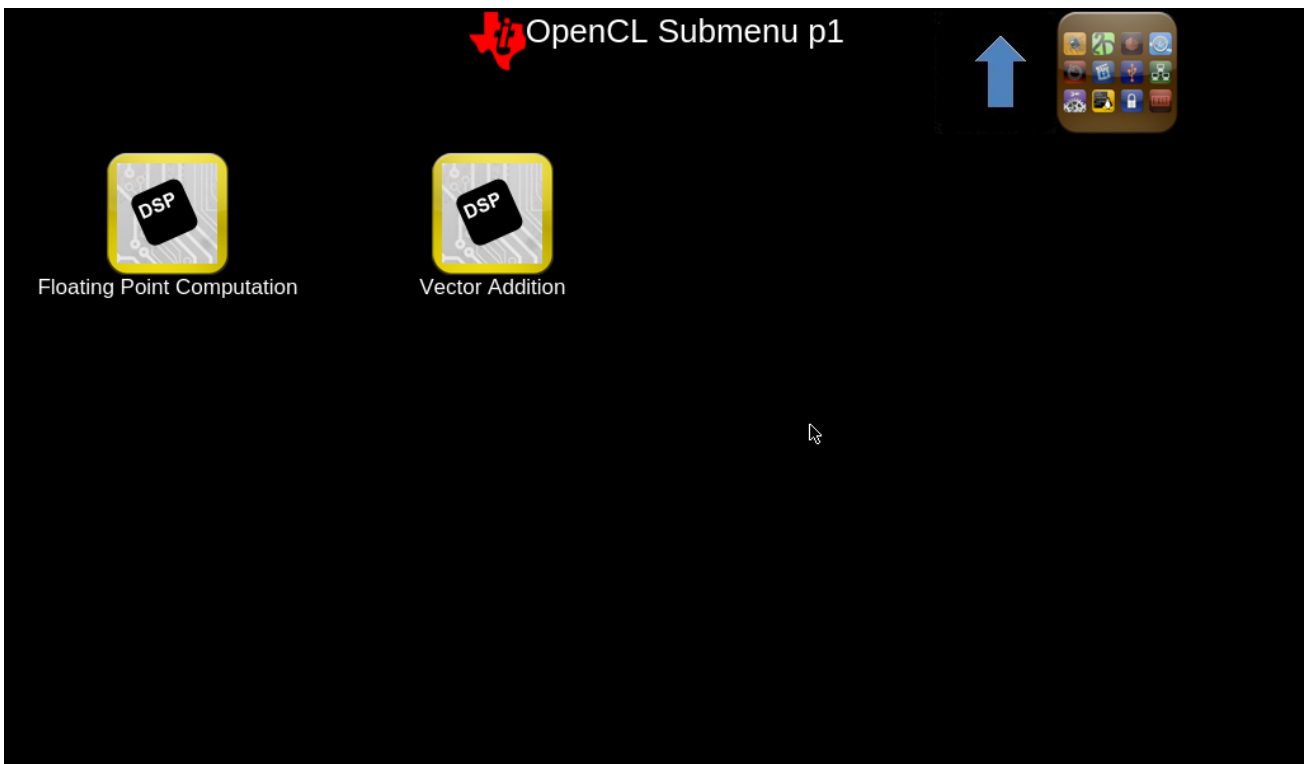 OpenCL Submenu p1
DSP
DSP
Floating Point Computation
Vector Addition